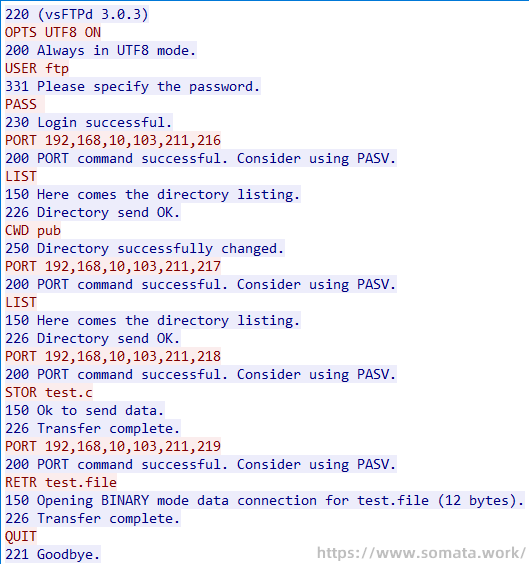 220 (vsFTPd 3.0.3)
OPTS UTF8 ON
200 Always in UTF8 mode.
USER ftp
331 Please specify the password.
PASS
230 Login successful.
PORT 192,168,10,103,211,216
200 PORT command successful. Consider using PASV.
LIST
150 Here comes the directory listing.
226 Directory send OK.
CWD pub
250 Directory successfully changed.
PORT 192,168,10,103,211,217
200 PORT command successful. Consider using PASV.
LIST
150 Here comes the directory listing.
226 Directory send OK.
PORT 192,168,10,103,211,218
200 PORT command successful. Consider using PASV.
STOR test.c
150 Ok to send data.
226 Transfer complete.
PORT 192,168,10,103,211,219
200 PORT command successful. Consider using PASV.
RETR test.file
150 Opening BINARY mode data connection for test.file (12 bytes).
226 Transfer complete.
QUIT
221 Goodbye.
https://www.somata.work/